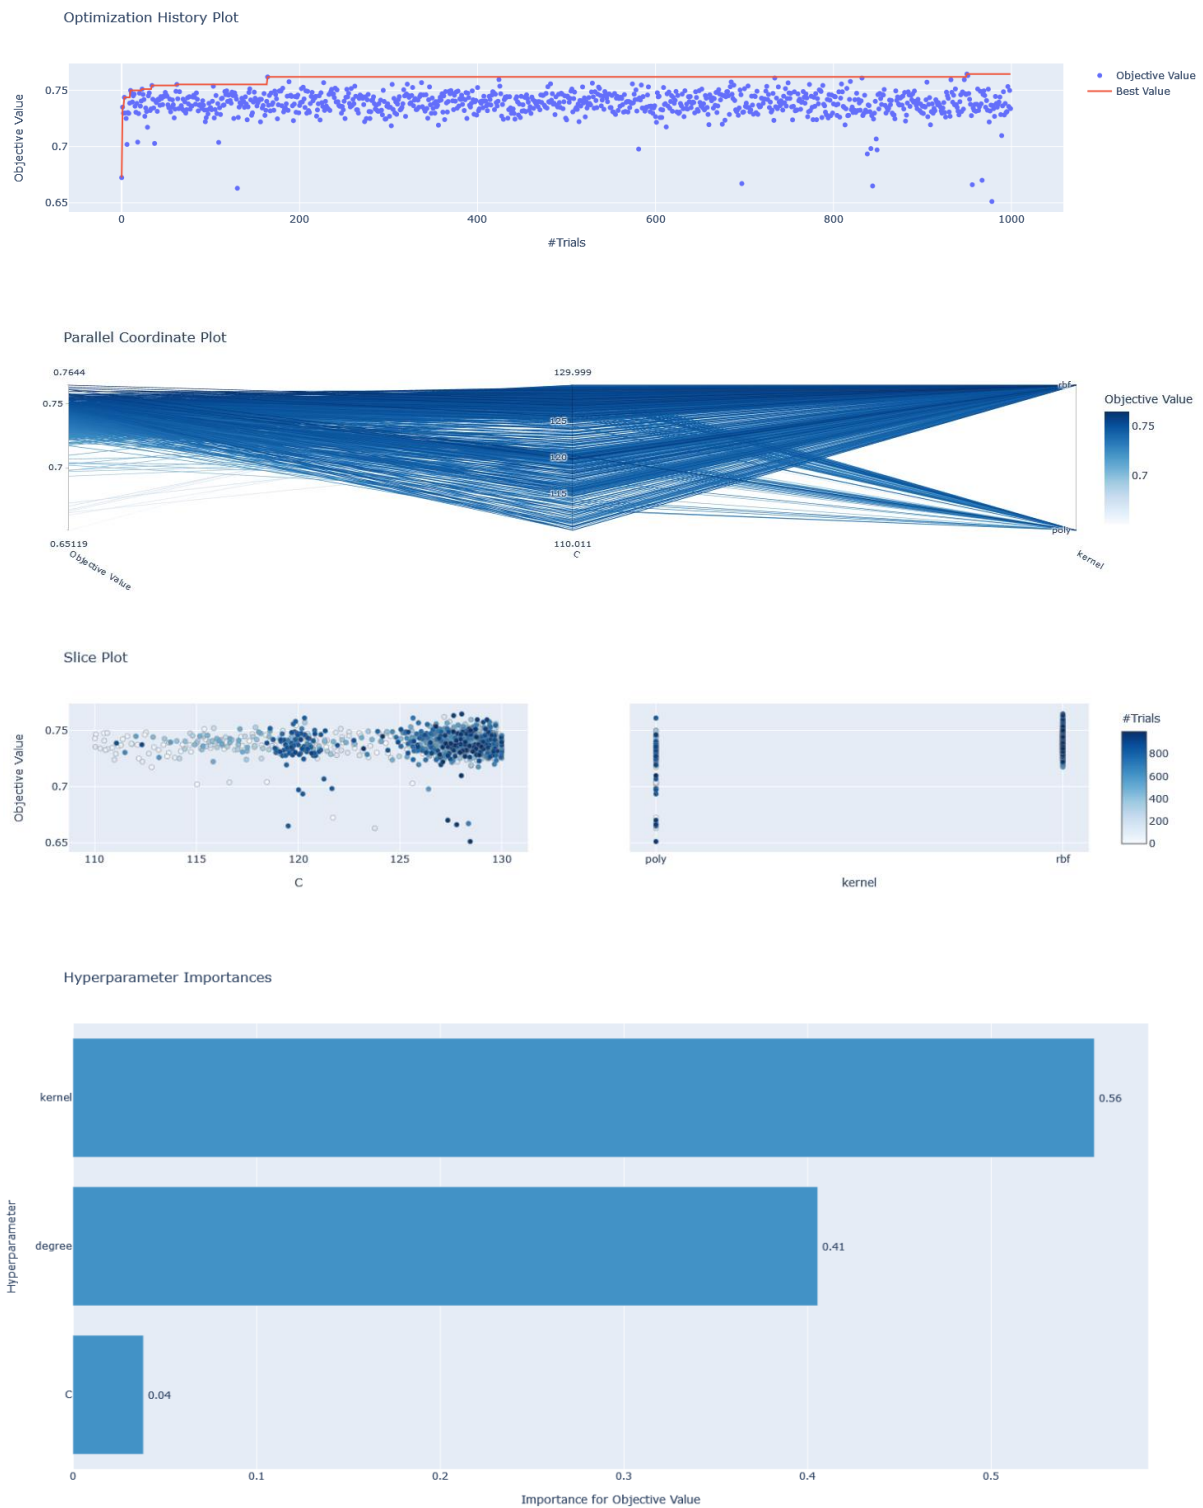 Optimization History Plot
Objective Value
0.75
0.7
0.65
0 200 400 600 800 1000
#Trials
Objective Value
Best Value
Parallel Coordinate Plot
0.7644 129.999
0.75
0.7
0.65119 110.011
125
120
115
rbf
poly
Objective Value
C
kernel
Objective Value
0.75
0.7
Slice Plot
Objective Value
0.75
0.7
0.65
110 115 120 125 130
C
poly rbf
kernel
#Trials
800
600
400
200
0
Hyperparameter Importances
Hyperparameter
kernel 0.56
degree 0.41
C 0.04
0 0.1 0.2 0.3 0.4 0.5
Importance for Objective Value